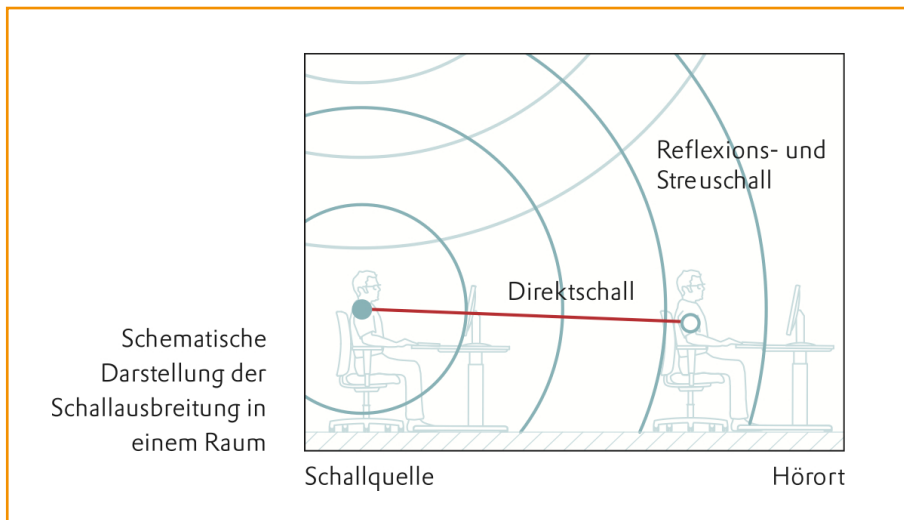 Reflexions- und
Streuschall
Direktschall
Schematische
Darstellung der
Schallausbreitung in
einem Raum
Schallquelle
Hörort